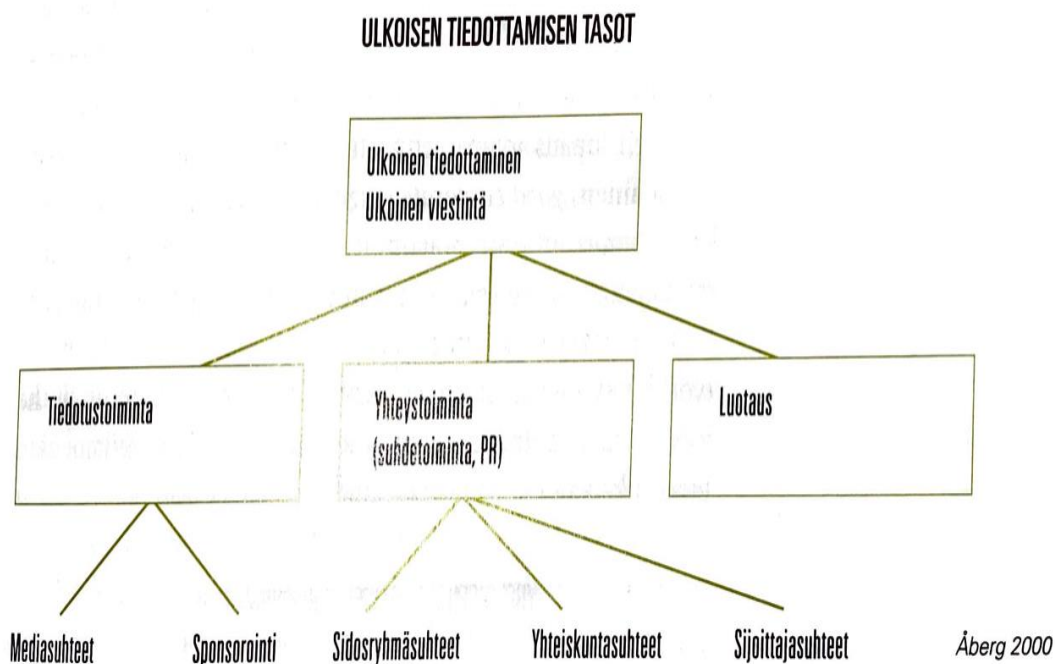 ULKOISEN TIEDOTTAMISEN TASOT
Ulkoinen tiedottaminen
Ulkoinen viestintä
Tiedotustoiminta
Yhteystoiminta
(suhdetoiminta, PR)
Luotaus
Mediasuhteet
Sponsorointi
Sidosryhmäsuhteet
Yhteiskuntasuhteet
Sijoittajasuhteet
Åberg 2000